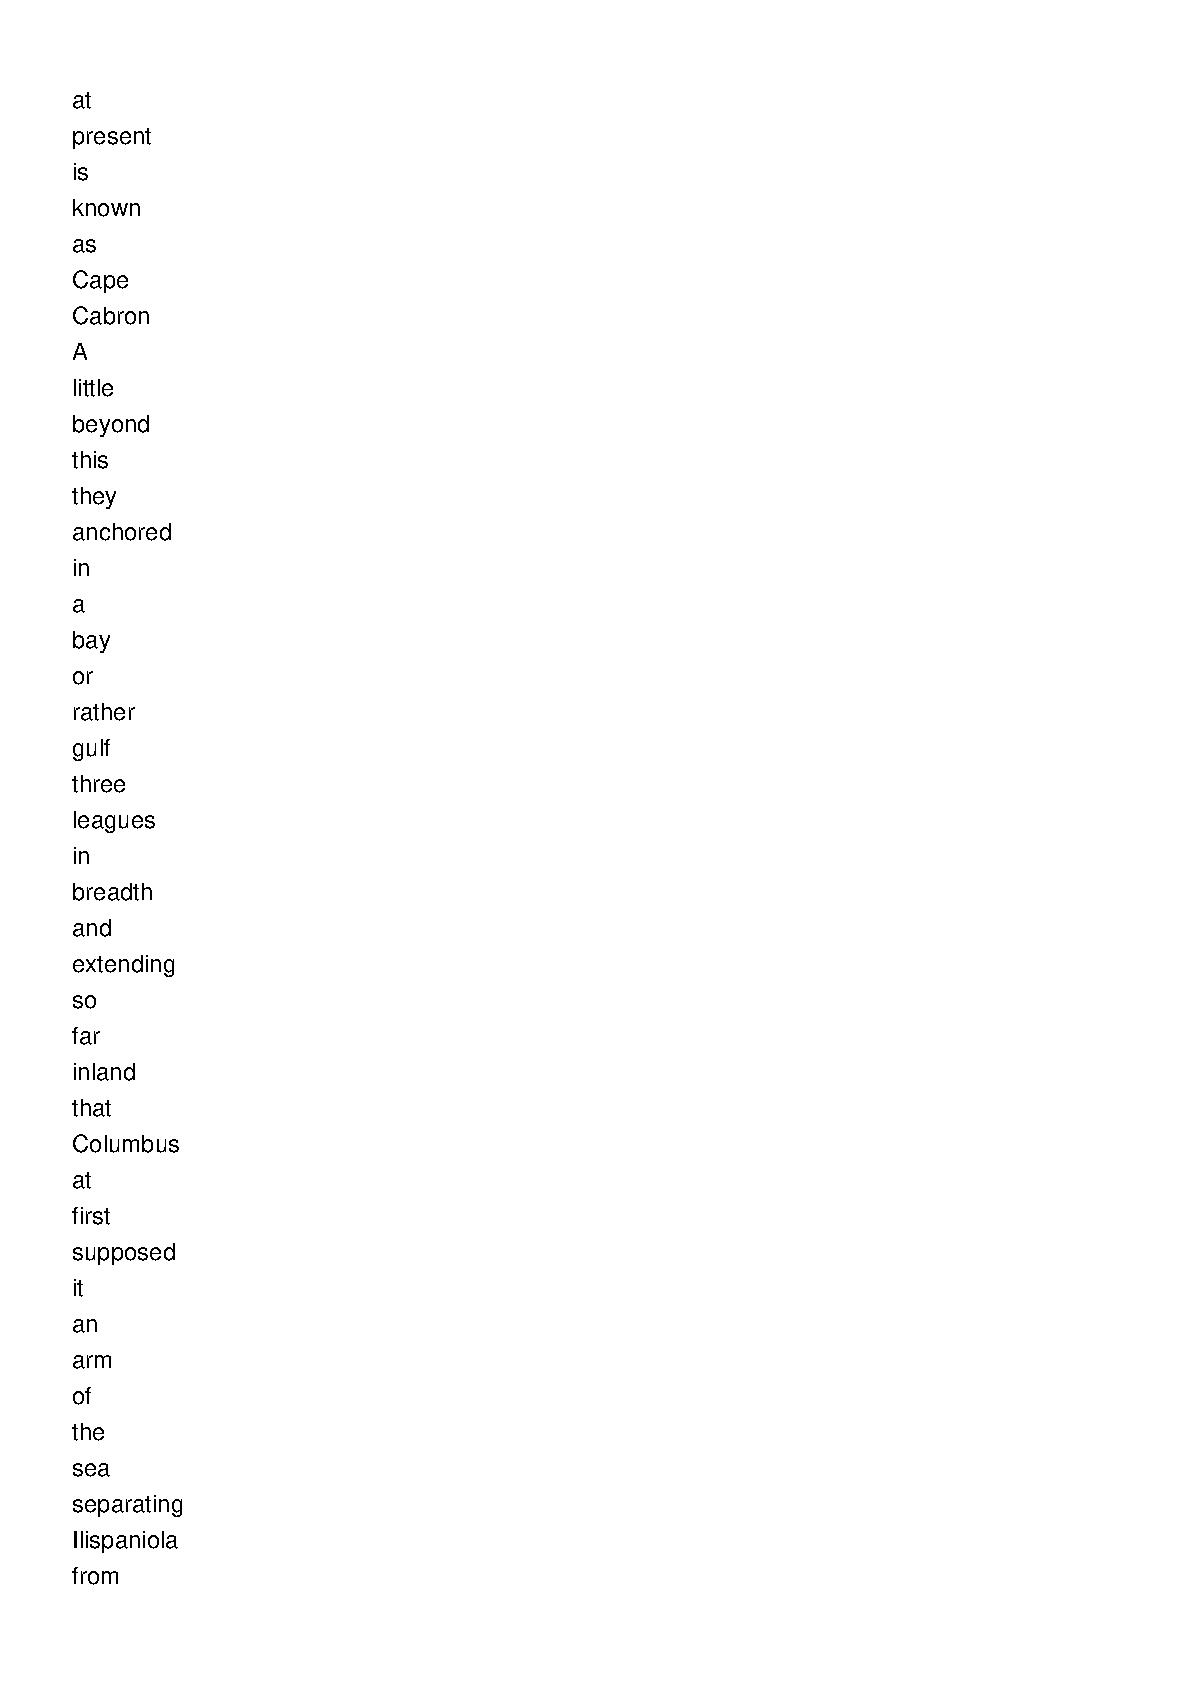 at
present
is
known
as
Cape
Cabron
A
little
beyond
this
they
anchored
in
a
bay
or
rather
gulf
three
leagues
in
breadth
and
extending
so
far
inland
that
Columbus
at
first
supposed
it
an
arm
of
the
sea
separating
Ilispaniola
from